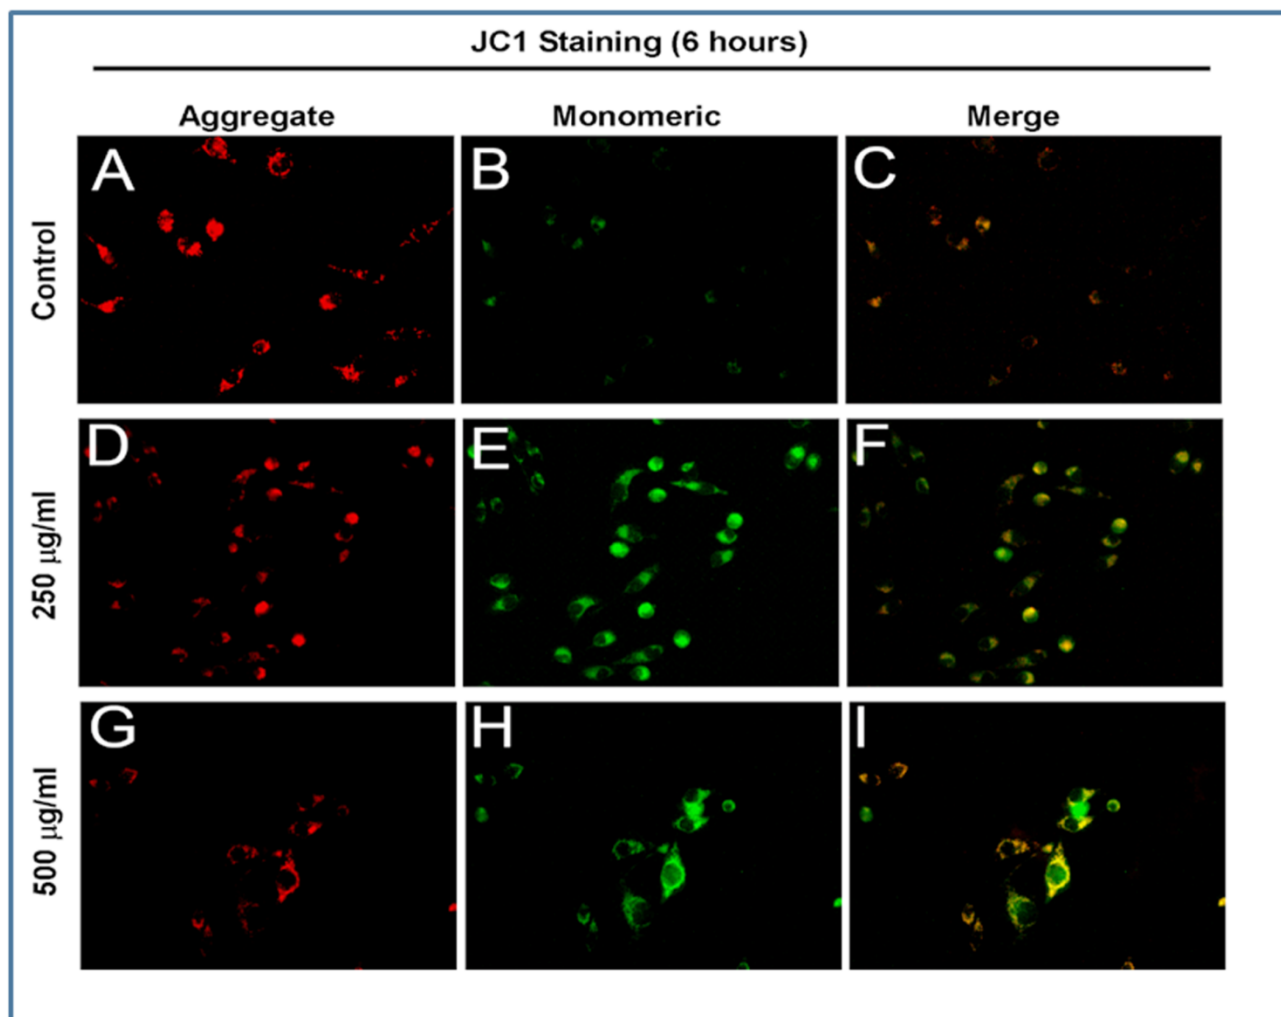 JC1 Staining (6 hours)
Aggregate Monomeric Merge
Control
A B C
250 μg/ml
D E F
500 μg/ml
G H I